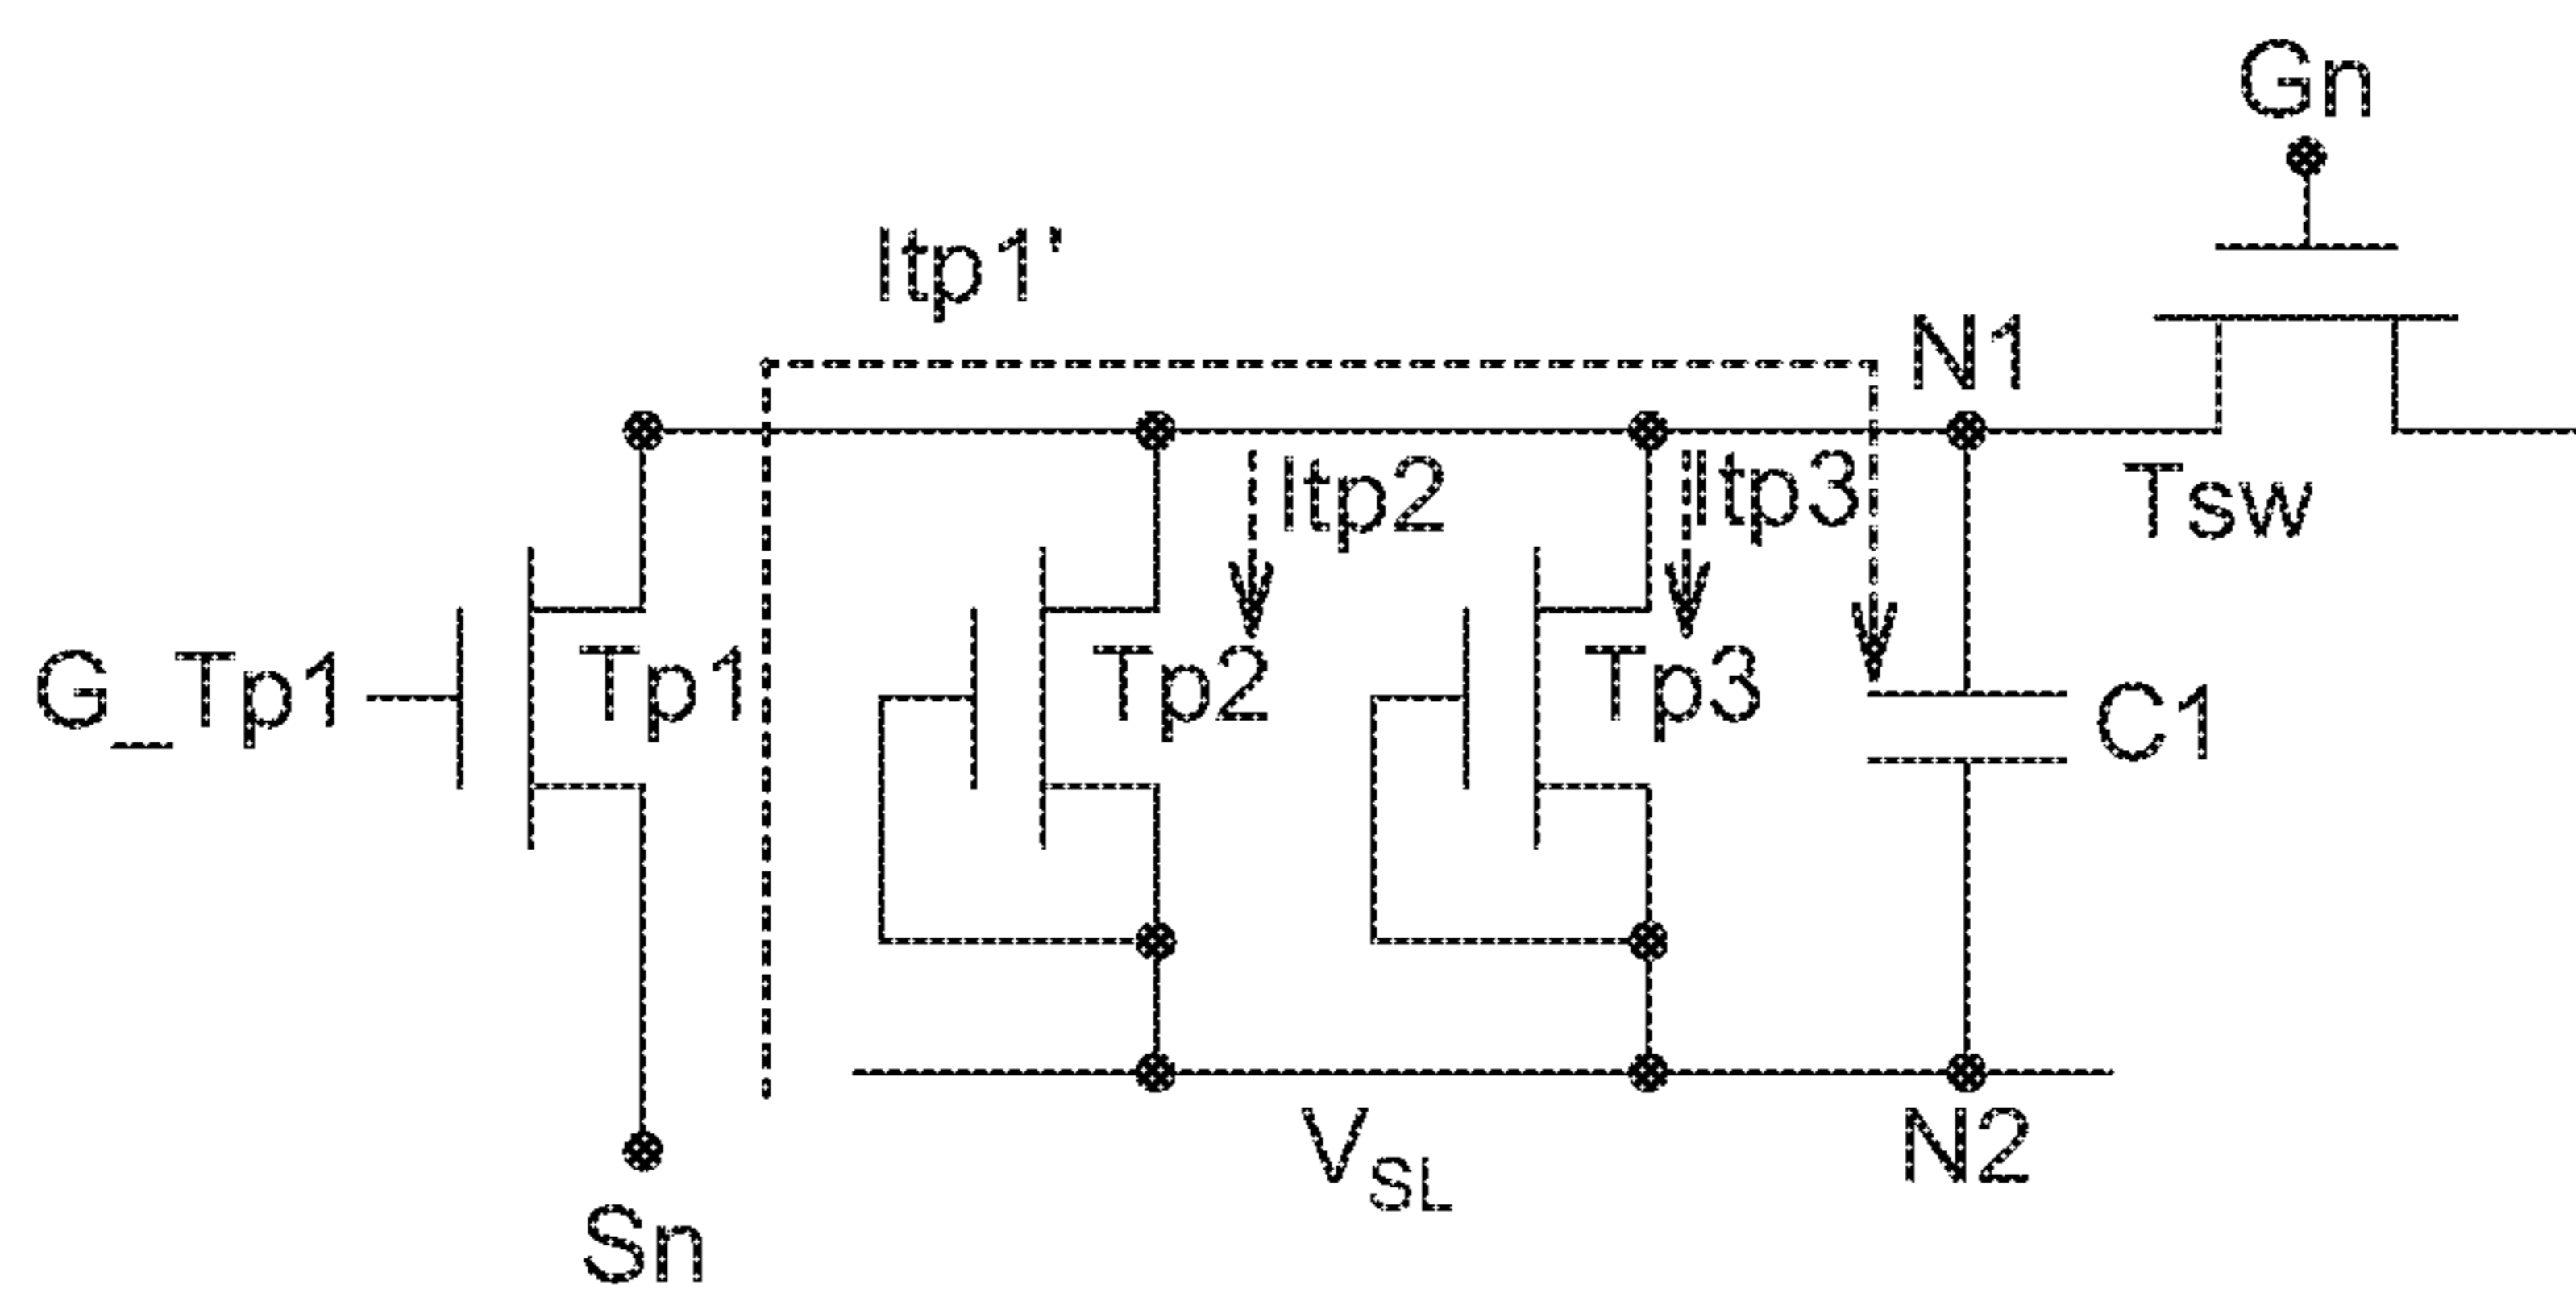 Gn
Itp1'
N1
Itp2
Itp3
Tsw
G_Tp1
Tp1
Tp2
Tp3
C1
VSL
N2
Sn